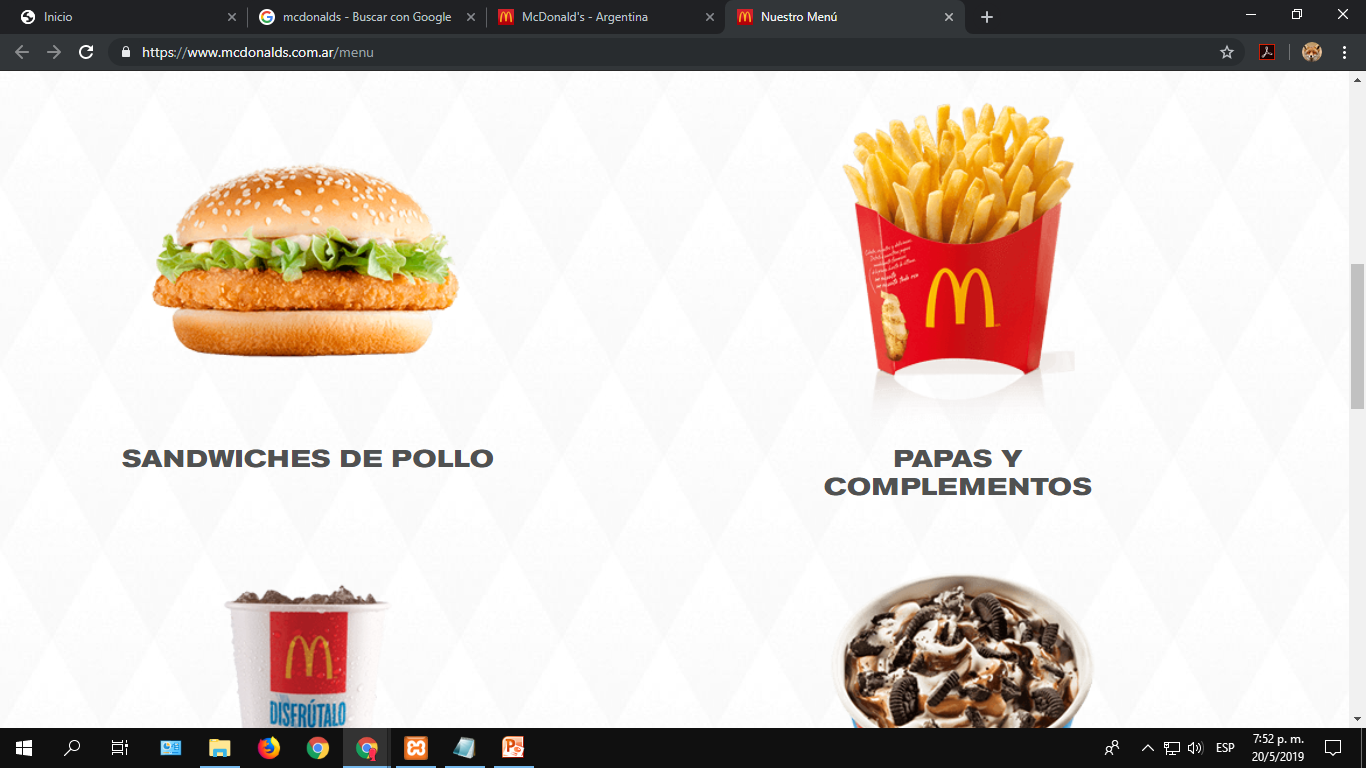 Inicio
mcdonalds - Buscar con Google
McDonald's - Argentina
Nuestro Menú
https://www.mcdonalds.com.ar/menu
SANDWICHES DE POLLO
PAPAS Y
COMPLEMENTOS
DISFRÚTALO
ESP
7:52 p. m.
20/5/2019